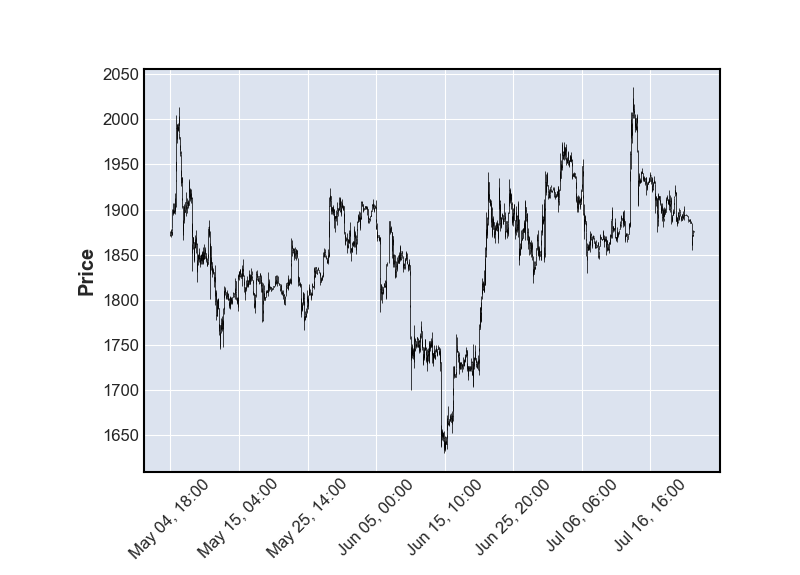 2050
2000
1950
1900
1850
1800
1750
1700
1650
Price
May 04, 18:00
May 15, 04:00
May 25, 14:00
Jun 05, 00:00
Jun 15, 10:00
Jun 25, 20:00
Jul 06, 06:00
Jul 16, 16:00